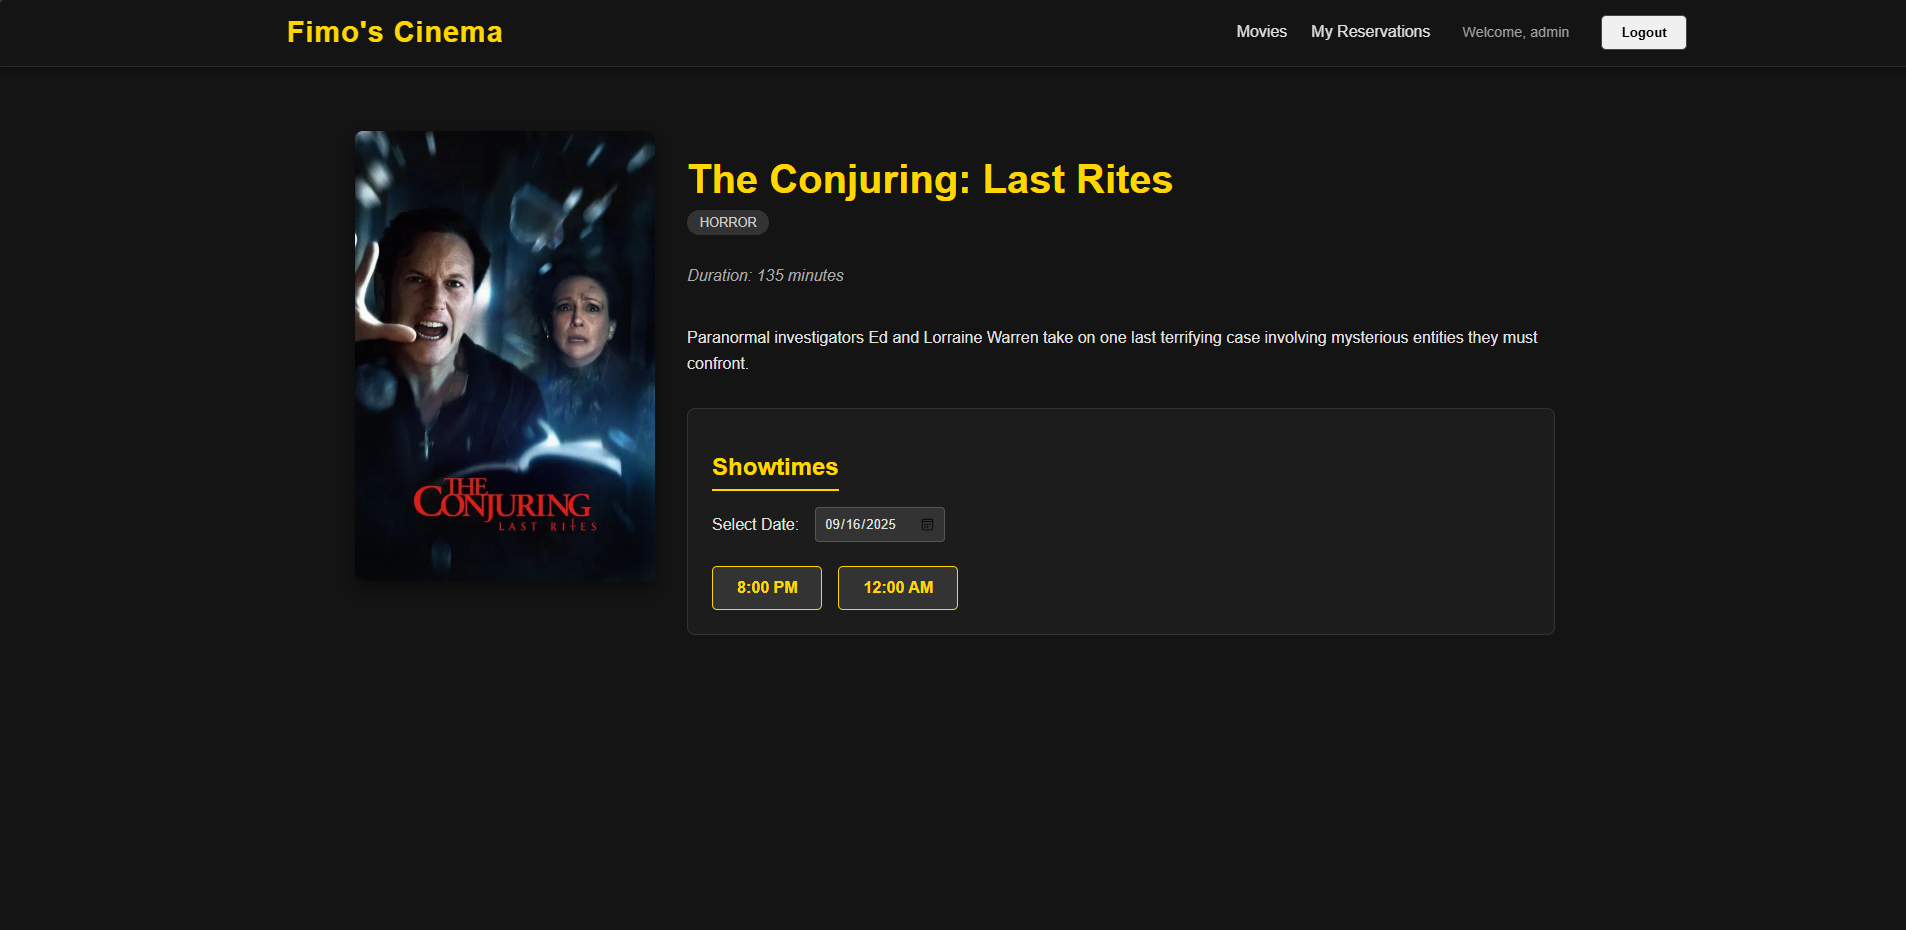 Fimo's Cinema
Movies
My Reservations
Welcome, admin
Logout
The Conjuring: Last Rites
HORROR
Duration: 135 minutes
Paranormal investigators Ed and Lorraine Warren take on one last terrifying case involving mysterious entities they must
confront.
THE
CONJURING
LAST RITES
Showtimes
Select Date:
09/16/2025
8:00 PM
12:00 AM